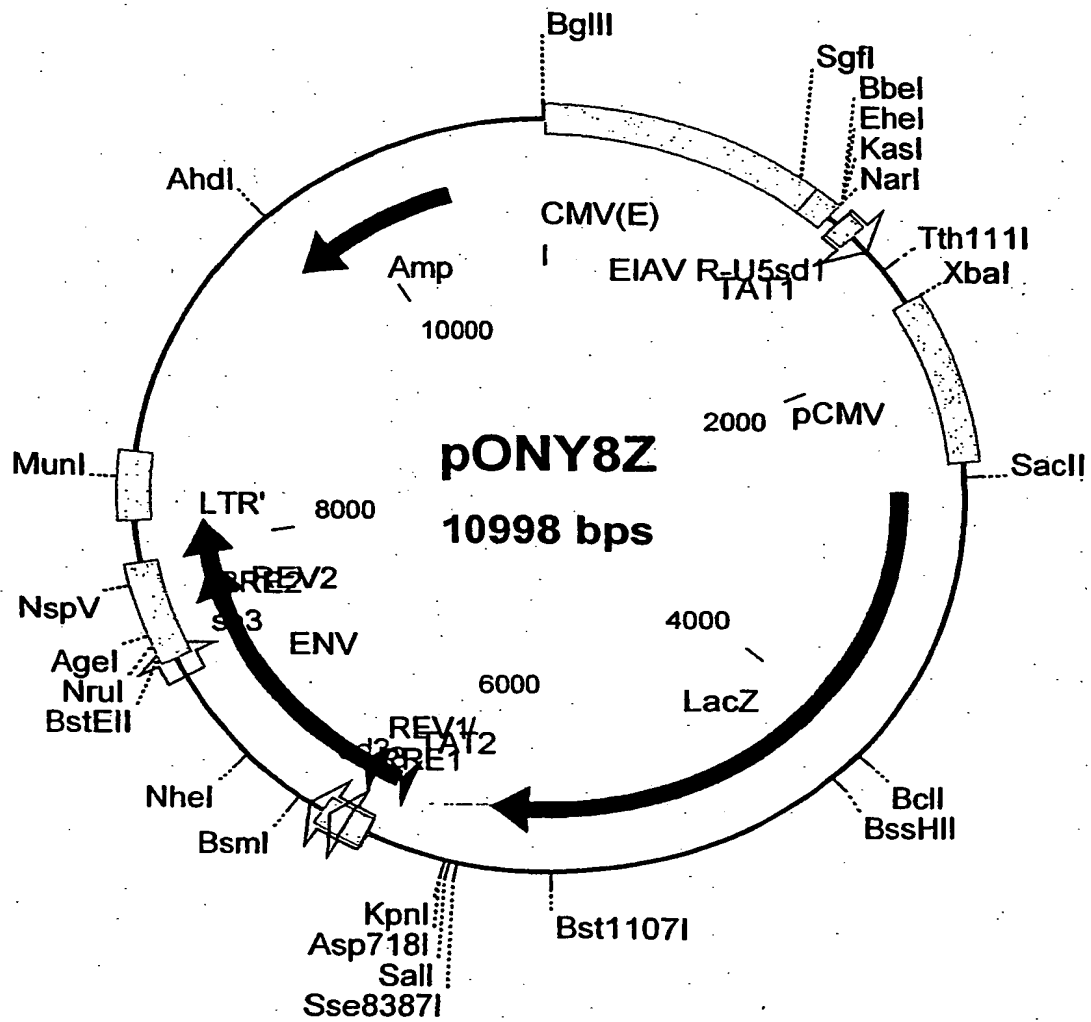 BglII
SgfI
BbeI
EheI
KasI
NarI
AhdI
CMV(E)
Tth111I
Amp
EIAV R-U5sd1
TAT1
XbaI
10000
2000
pCMV
pONY8Z
10998 bps
MunI
SacII
LTR'
8000
RRE2
REV2
NspV
ENV
4000
AgeI
NruI
BstEII
6000
LacZ
REV1/
TAT2
RRE1
NheI
BsmI
BclI
BssHII
KpnI
Asp718I
SalI
Sse8387I
Bst1107I